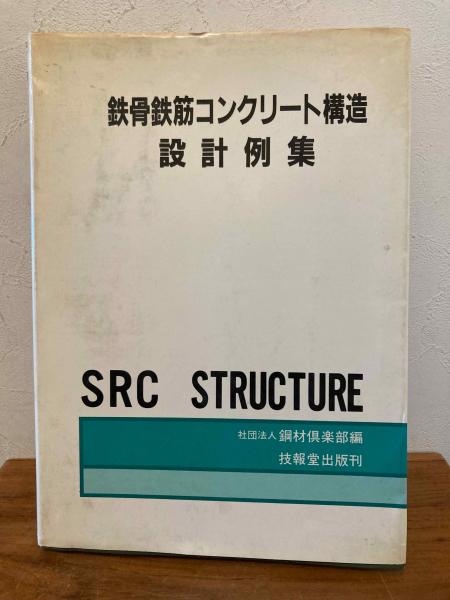 鉄骨鉄筋コンクリート構造
設計例集
SRC STRUCTURE
社団法人 鋼材倶楽部編
技報堂出版刊